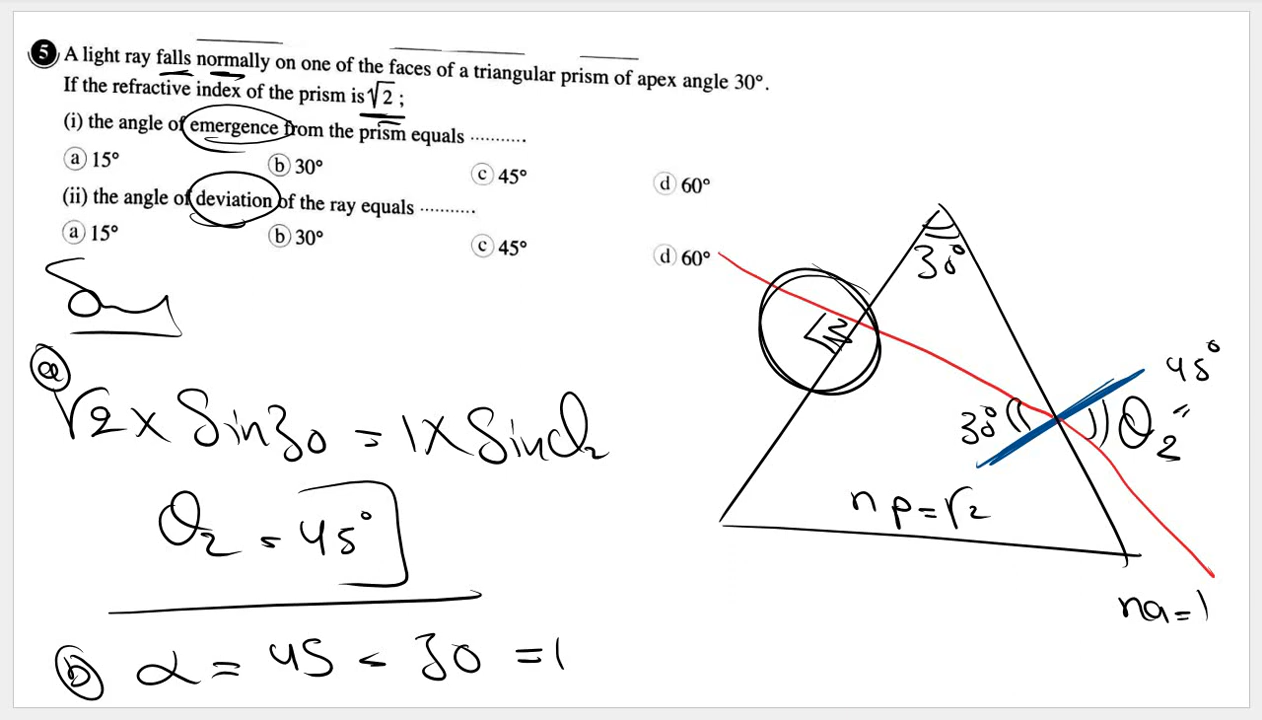 5 A light ray falls normally on one of the faces of a triangular prism of apex angle 30°.
If the refractive index of the prism is √2 ;
(i) the angle of emergence from the prism equals ...........
a 15° b 30° c 45° d 60°
(ii) the angle of deviation of the ray equals ...........
a 15° b 30° c 45° d 60°
30°
45°
30° θ₂
=
a
√2 × Sin30 = 1 × Sin
np=√2
θ₂ = 45°
na=1
b α = 45 - 30 = 1